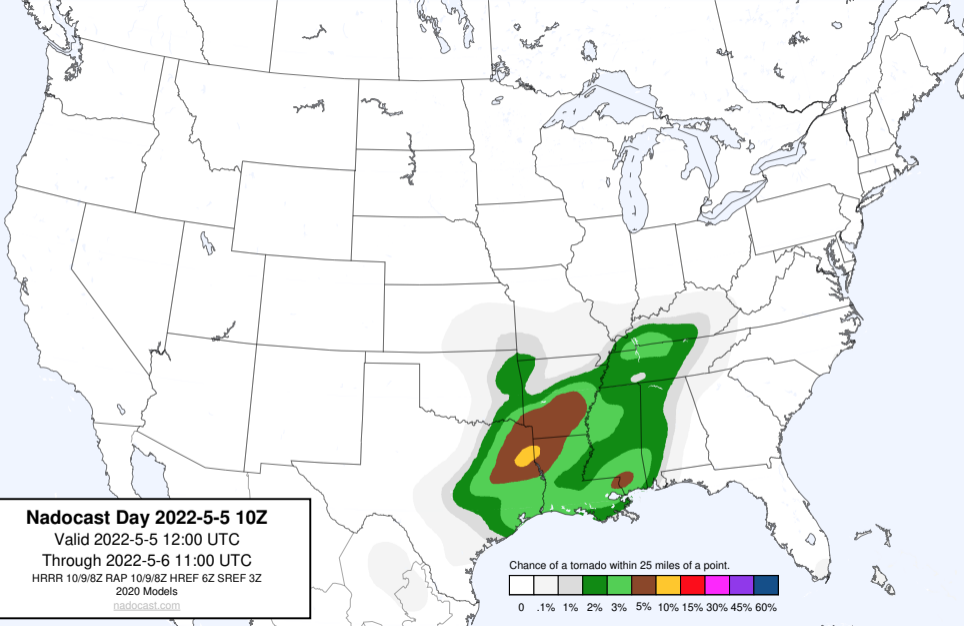 Nadocast Day 2022-5-5 10Z
Valid 2022-5-5 12:00 UTC
Through 2022-5-6 11:00 UTC
HRRR 10/9/8Z RAP 10/9/8Z HREF 6Z SREF 3Z
2020 Models
nadocast.com
Chance of a tornado within 25 miles of a point.
0 .1% 1% 2% 3% 5% 10% 15% 30% 45% 60%